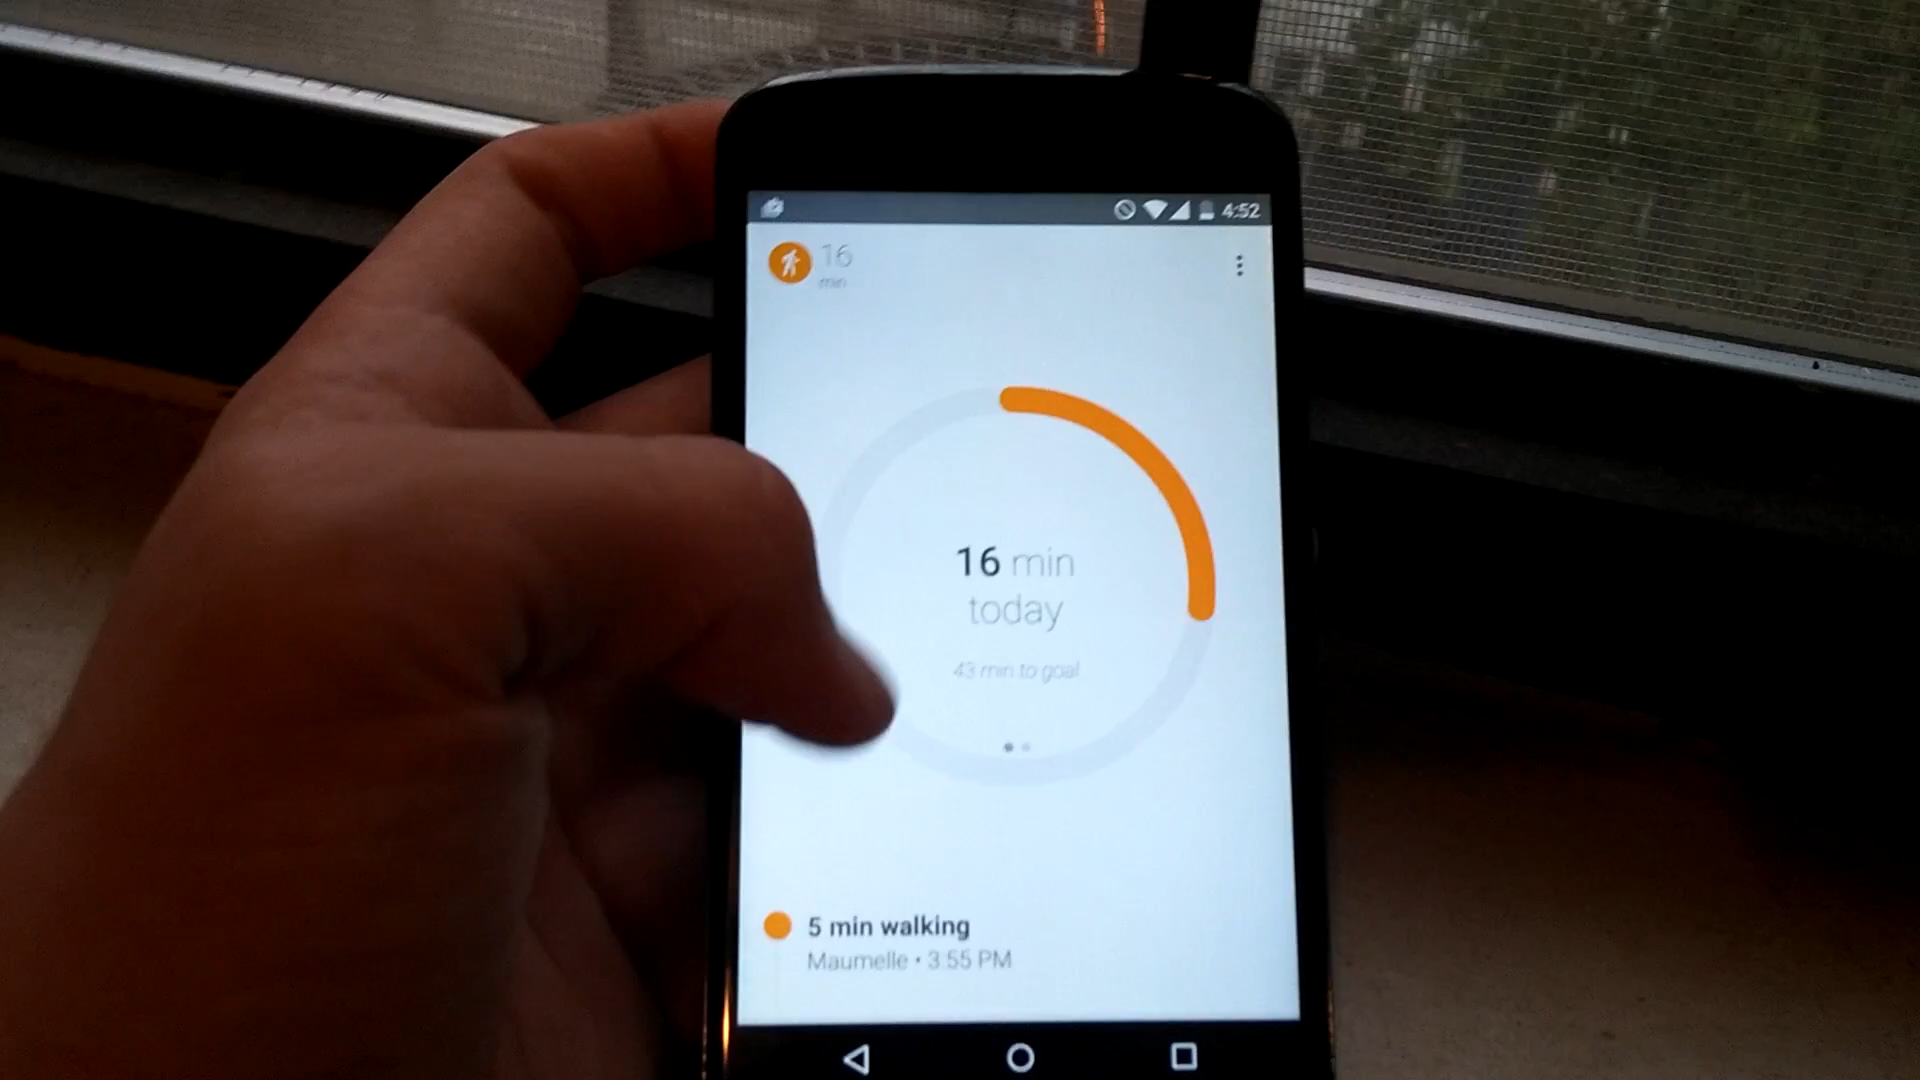 4:52
16
min
16 min
today
43 min to goal
5 min walking
Maumelle • 3:55 PM